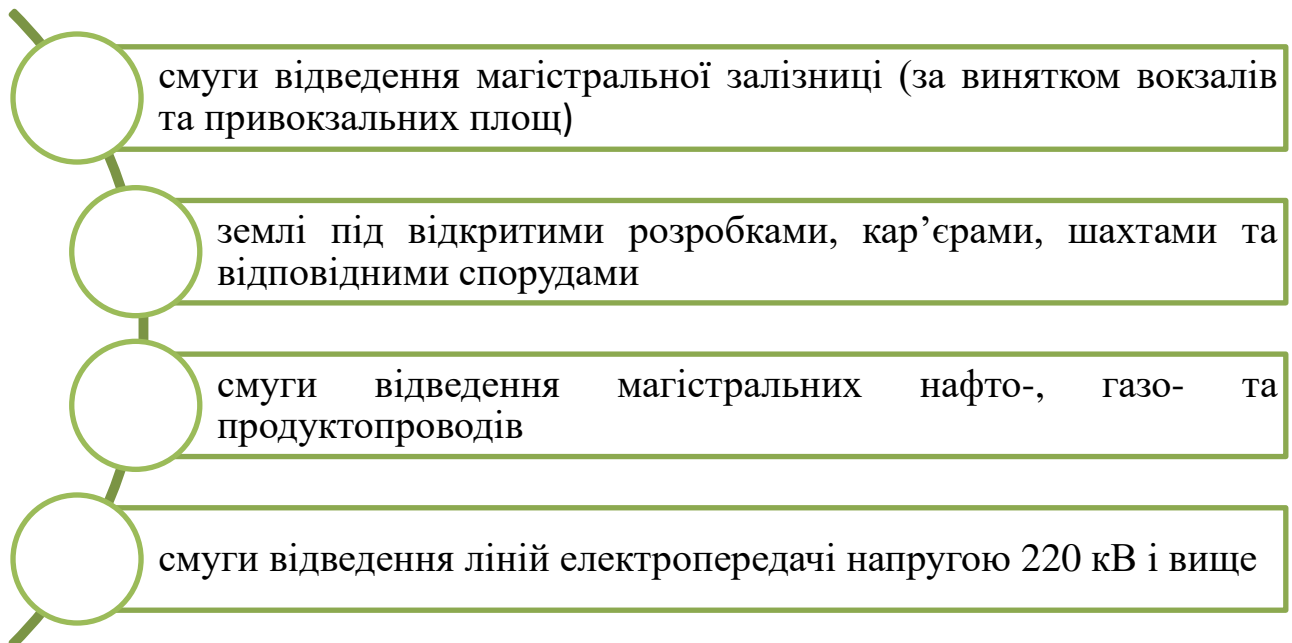 смуги відведення магістральної залізниці (за винятком вокзалів
та привокзальних площ)
землі під відкритими розробками, кар’єрами, шахтами та
відповідними спорудами
смуги відведення магістральних нафто-, газо- та
продуктопроводів
смуги відведення ліній електропередачі напругою 220 кВ і вище